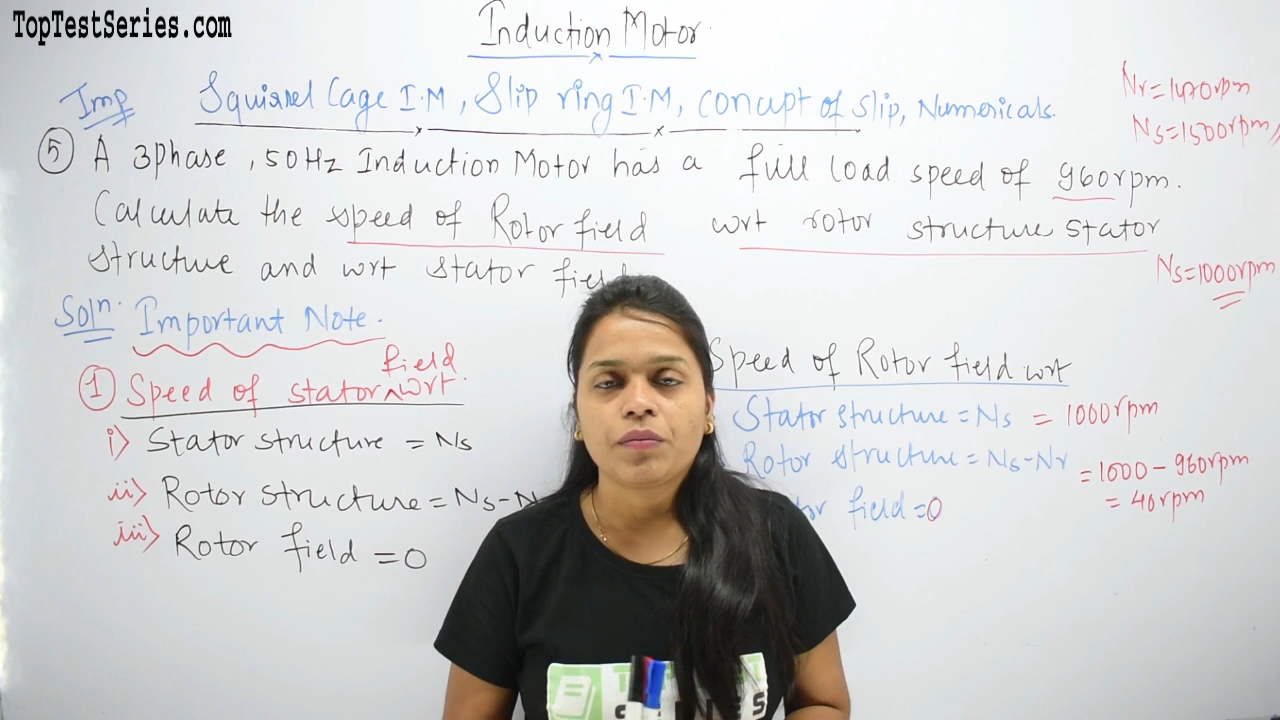 TopTestSeries.com
Induction Motor
Imp Squirrel Cage I.M, Slip ring I.M, concept of slip, Numericals.
Nr=1470rpm
Ns=1500rpm,
5 A 3phase, 50Hz Induction Motor has a full load speed of 960rpm.
Calculate the speed of Rotor field wrt rotor structure stator
structure and wrt stator field
Ns=1000rpm
Soln. Important Note.
1 Speed of stator field wrt.
i) Stator structure = Ns
ii) Rotor structure = Ns-N
iii) Rotor field = 0
Speed of Rotor field wrt
Stator structure = Ns = 1000rpm
Rotor structure = Ns-Nr = 1000-960rpm
= 40rpm
field = 0